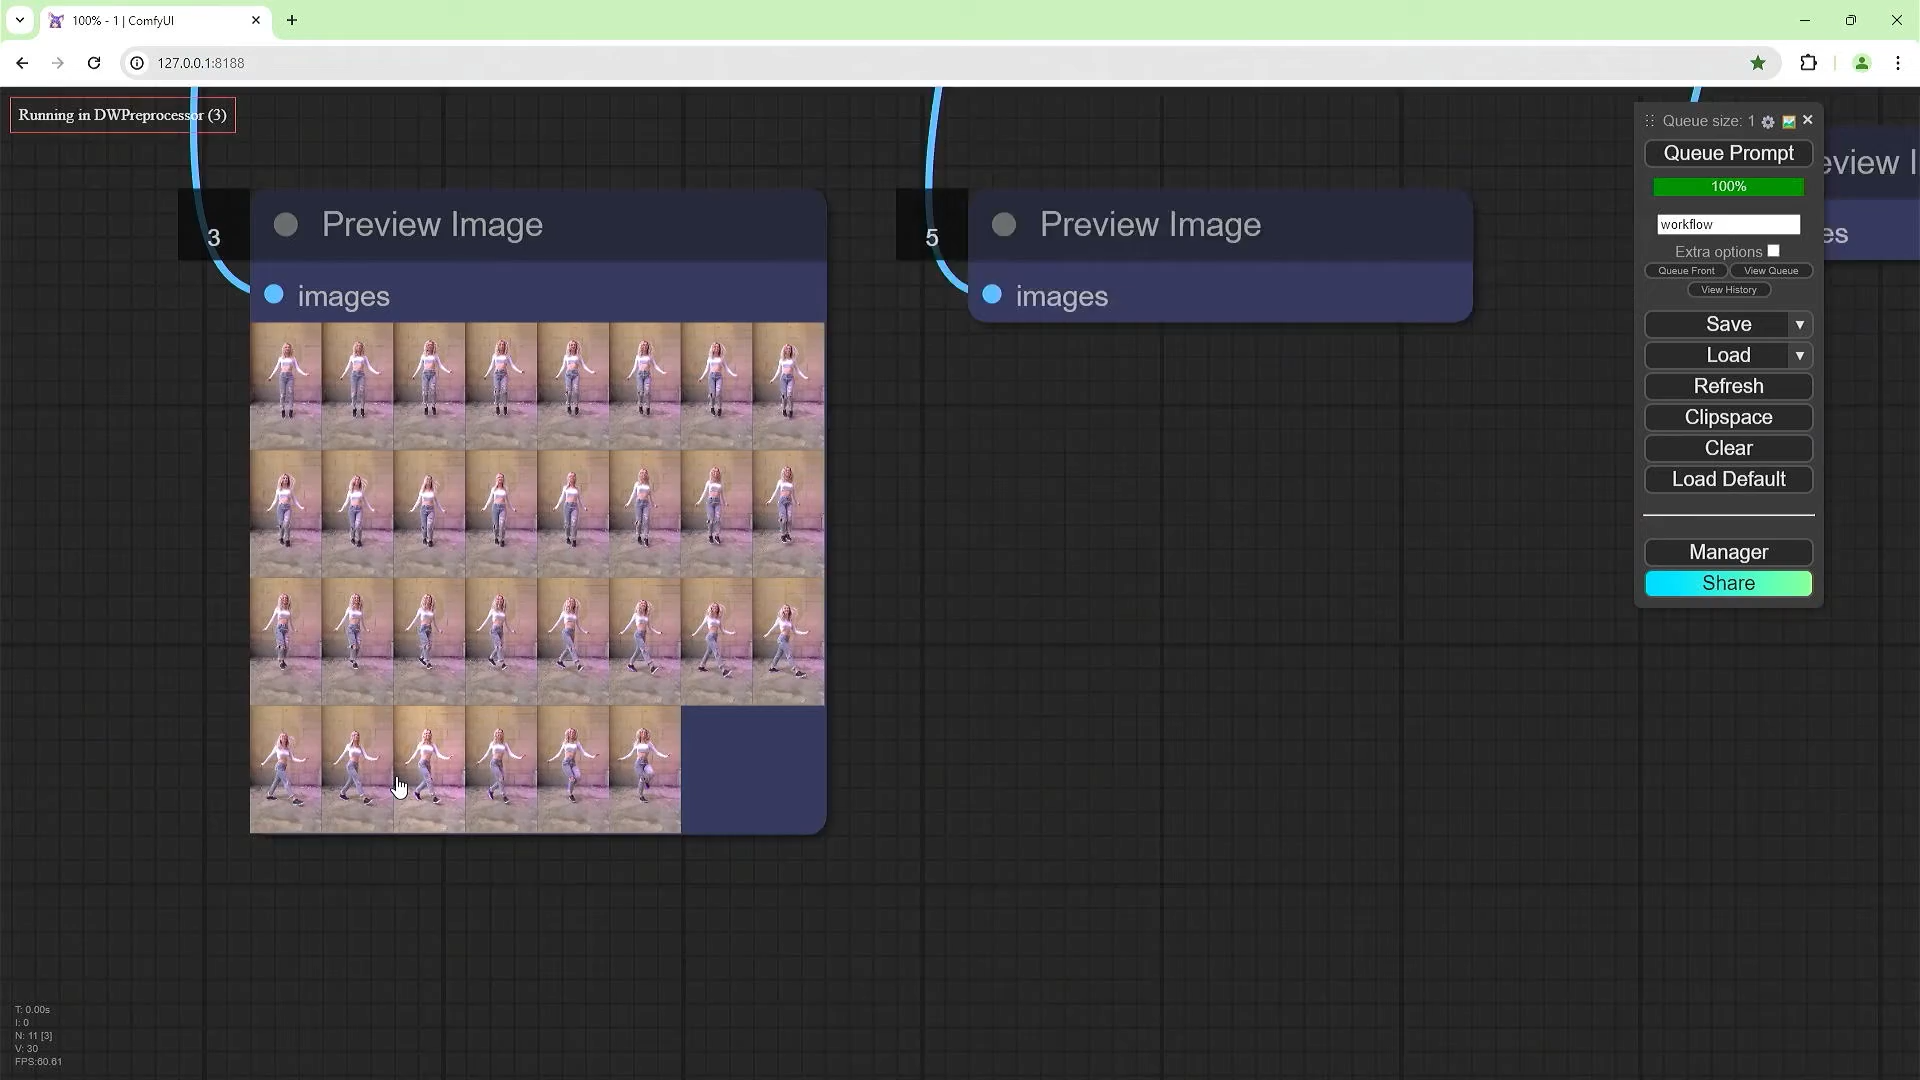 100% - 1 | ComfyUI
127.0.0.1:8188
Running in DWPreprocessor (3)
Queue size: 1
Queue Prompt
100%
workflow
Extra options
Queue Front
View Queue
View History
Save
Load
Refresh
Clipspace
Clear
Load Default
Manager
Share
3
Preview Image
images
5
Preview Image
images
eview I
es
T: 0.00s
I: 0
N: 11 [3]
V: 30
FPS:60.61